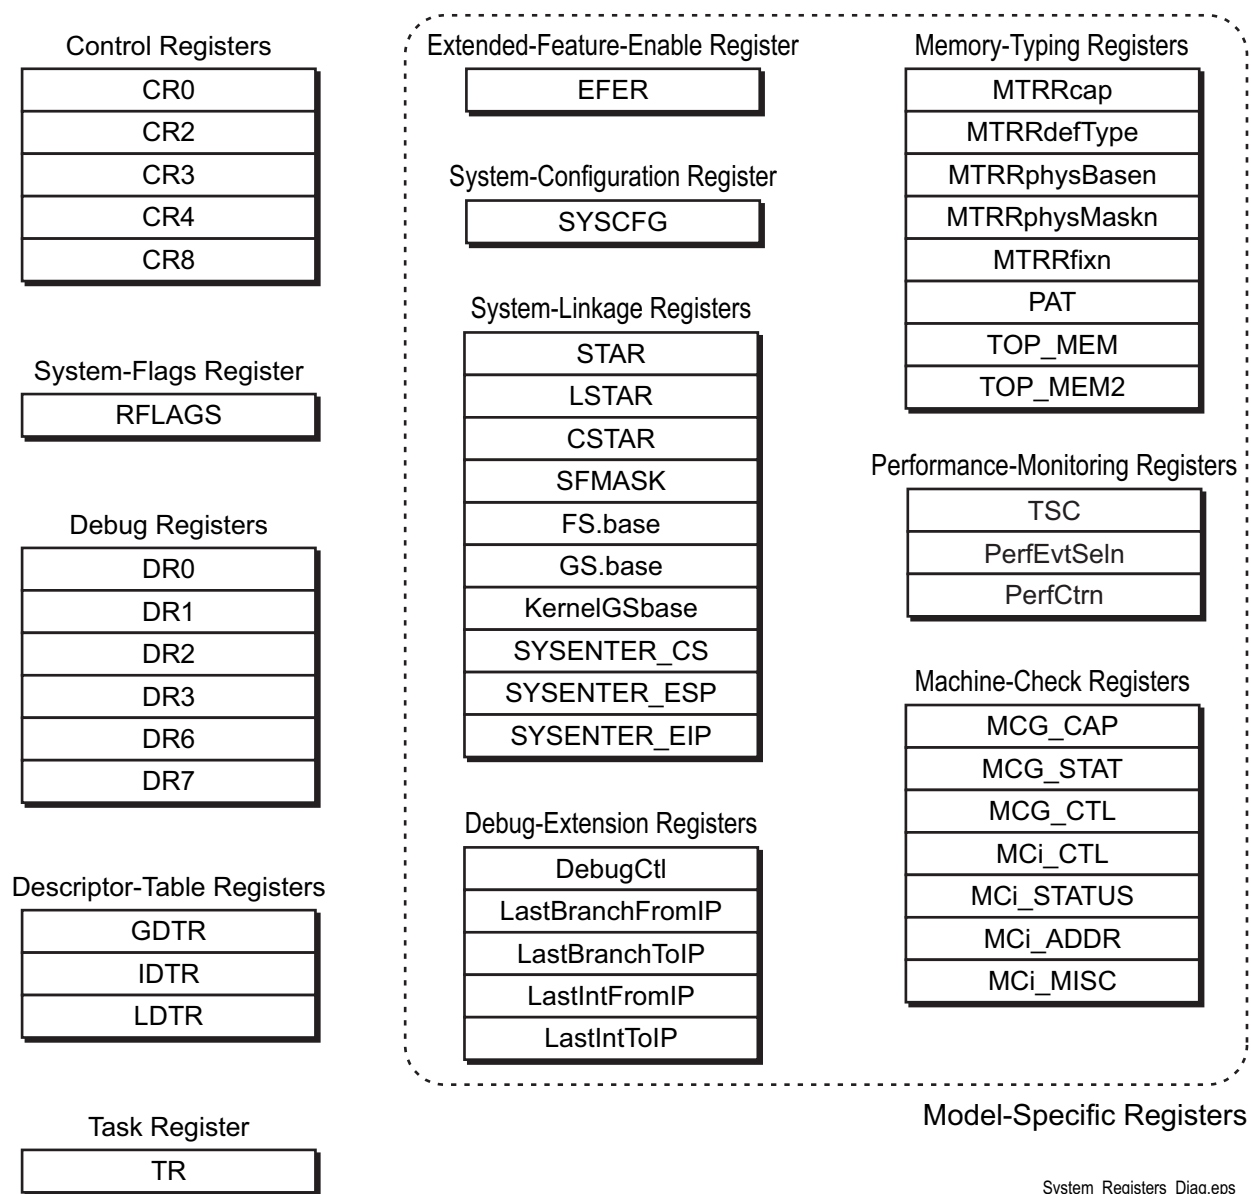 Control Registers
CR0
CR2
CR3
CR4
CR8
System-Flags Register
RFLAGS
Debug Registers
DR0
DR1
DR2
DR3
DR6
DR7
Descriptor-Table Registers
GDTR
IDTR
LDTR
Task Register
TR
Extended-Feature-Enable Register
EFER
System-Configuration Register
SYSCFG
System-Linkage Registers
STAR
LSTAR
CSTAR
SFMASK
FS.base
GS.base
KernelGSbase
SYSENTER_CS
SYSENTER_ESP
SYSENTER_EIP
Debug-Extension Registers
DebugCtl
LastBranchFromIP
LastBranchToIP
LastIntFromIP
LastIntToIP
Memory-Typing Registers
MTRRcap
MTRRdefType
MTRRphysBasen
MTRRphysMaskn
MTRRfixn
PAT
TOP_MEM
TOP_MEM2
Performance-Monitoring Registers
TSC
PerfEvtSeln
PerfCtrn
Machine-Check Registers
MCG_CAP
MCG_STAT
MCG_CTL
MCi_CTL
MCi_STATUS
MCi_ADDR
MCi_MISC
Model-Specific Registers
System_Registers_Diag.eps